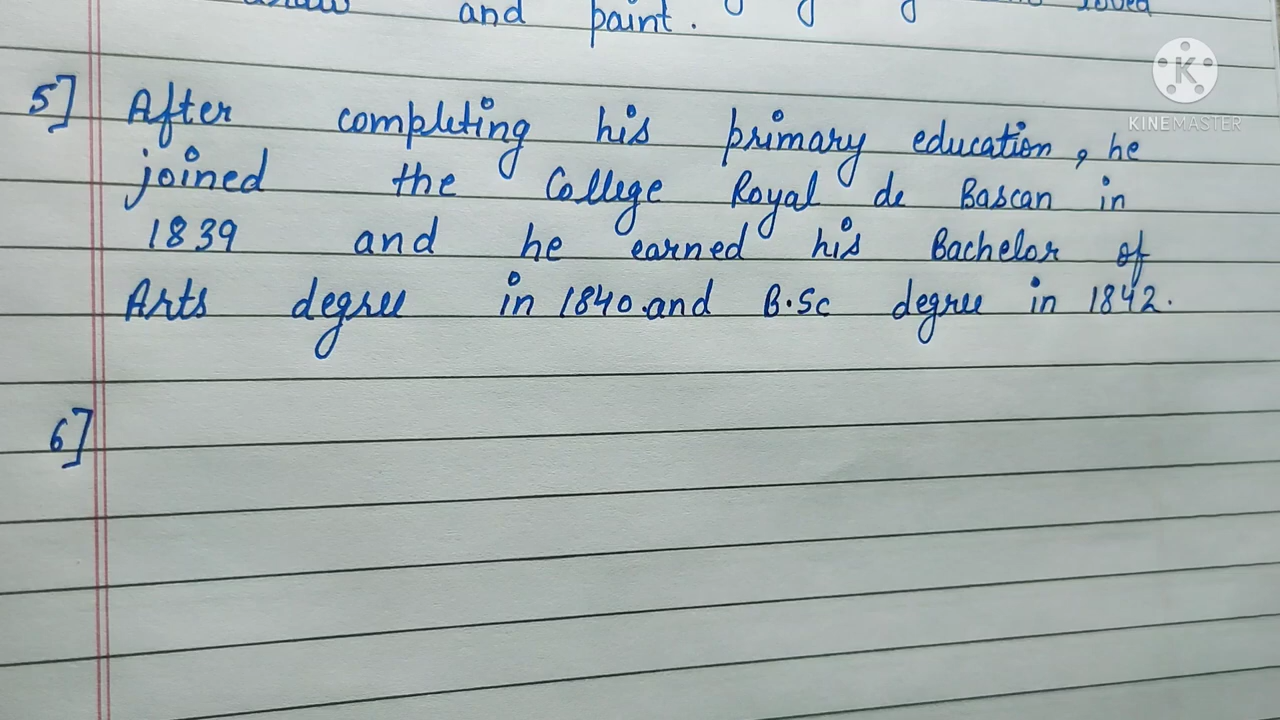 and paint. loved
5] After completing his primary education, he
joined the College Royal de Bascan in
1839 and he earned his Bachelor of
Arts degree in 1840.and B.Sc degree in 1842.
6]
K
KINEMASTER